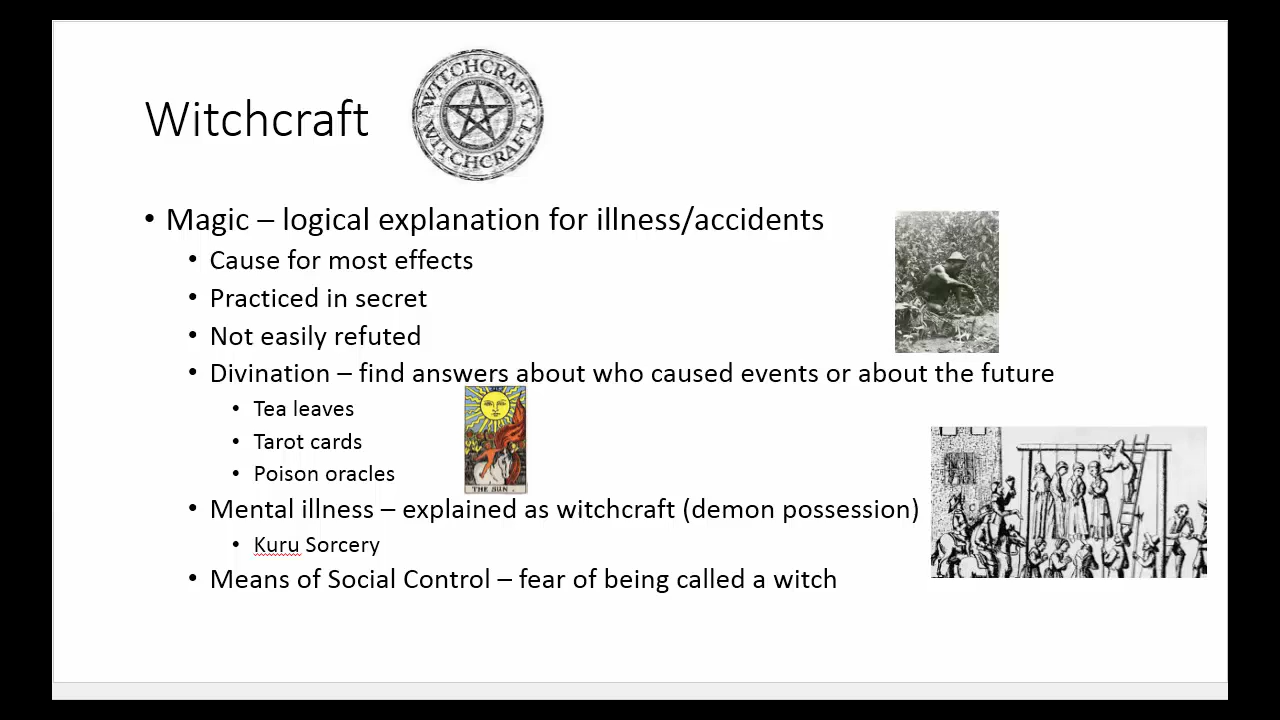 Witchcraft
WITCHCRAFT
WITCHCRAFT
• Magic – logical explanation for illness/accidents
• Cause for most effects
• Practiced in secret
• Not easily refuted
• Divination – find answers about who caused events or about the future
• Tea leaves
• Tarot cards
• Poison oracles
THE SUN.
• Mental illness – explained as witchcraft (demon possession)
• Kuru Sorcery
• Means of Social Control – fear of being called a witch